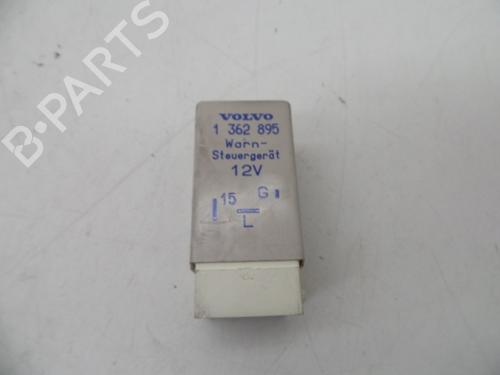 B-PARTS
VOLVO
1 362 895
Warn-
Steuergerät
12V
15 G
L